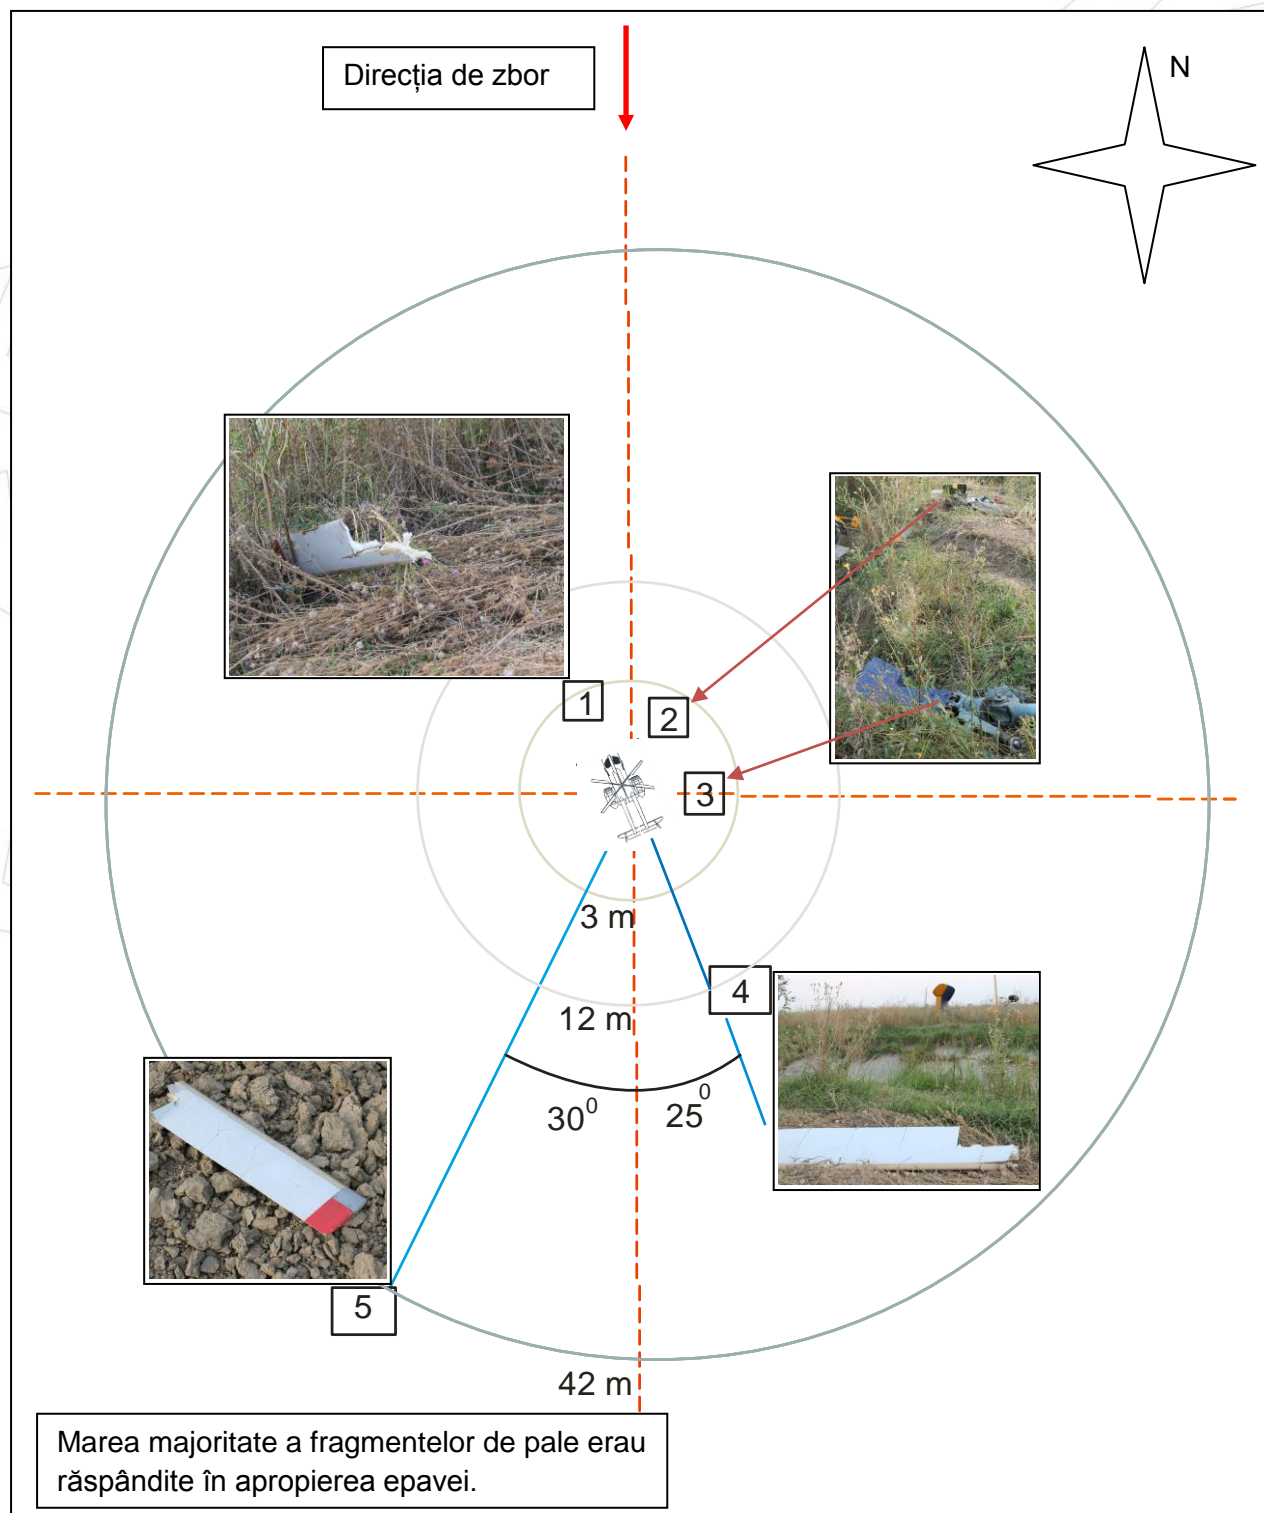 Direcția de zbor
N
1
2
3
3 m
4
12 m
30⁰
25⁰
5
42 m
Marea majoritate a fragmentelor de pale erau
răspândite în apropierea epavei.